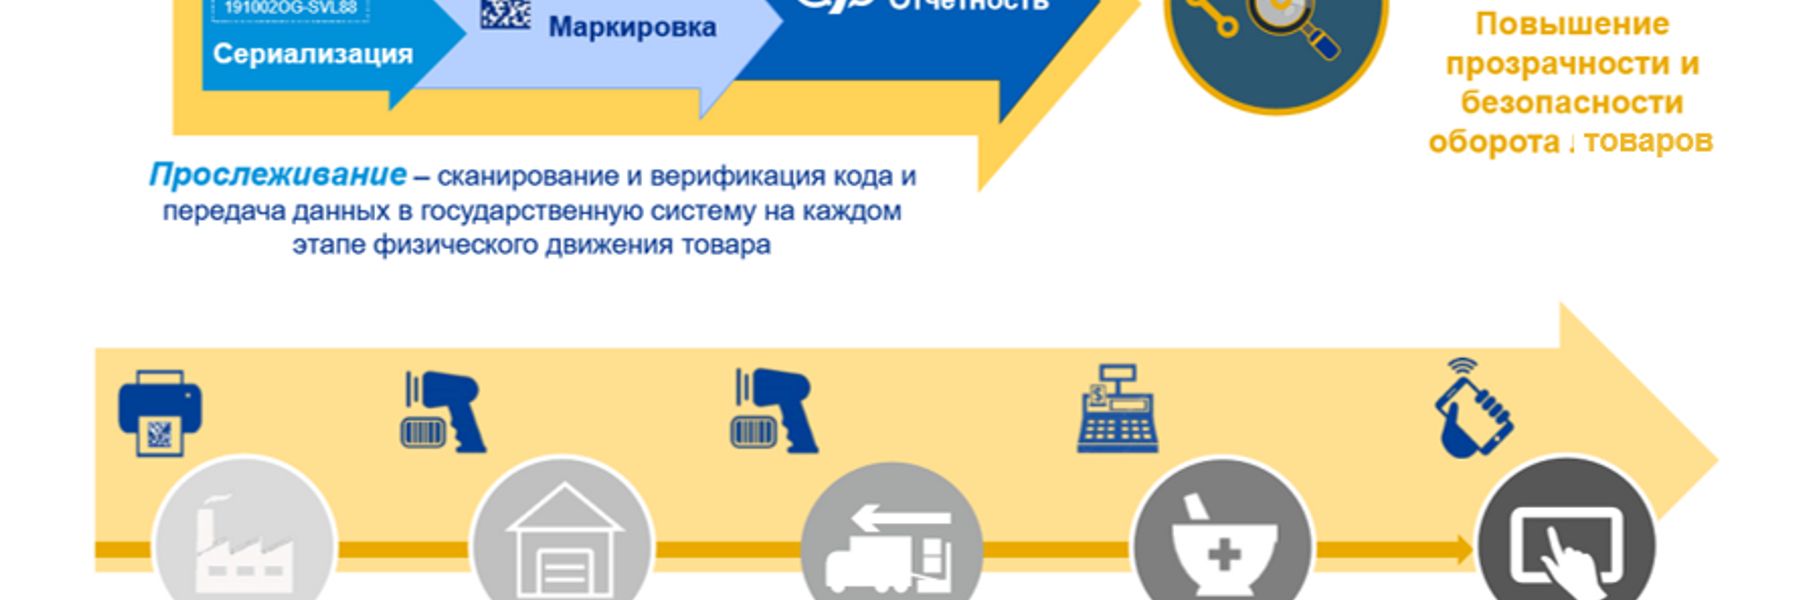 191002OG-SVL88
Сериализация
Маркировка
Отчетность
Повышение
прозрачности и
безопасности
оборота товаров
Прослеживание – сканирование и верификация кода и
передача данных в государственную систему на каждом
этапе физического движения товара